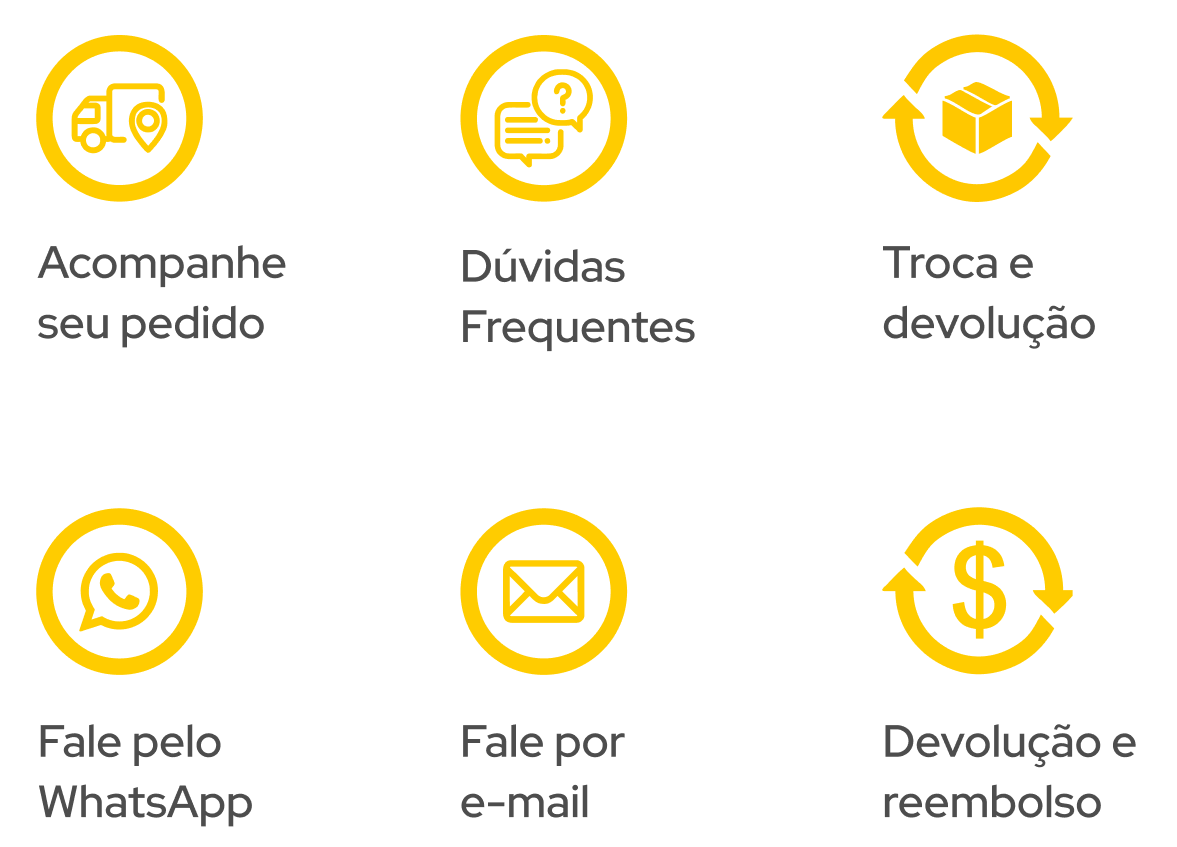 Acompanhe
seu pedido
Dúvidas
Frequentes
Troca e
devolução
Fale pelo
WhatsApp
Fale por
e-mail
$
Devolução e
reembolso